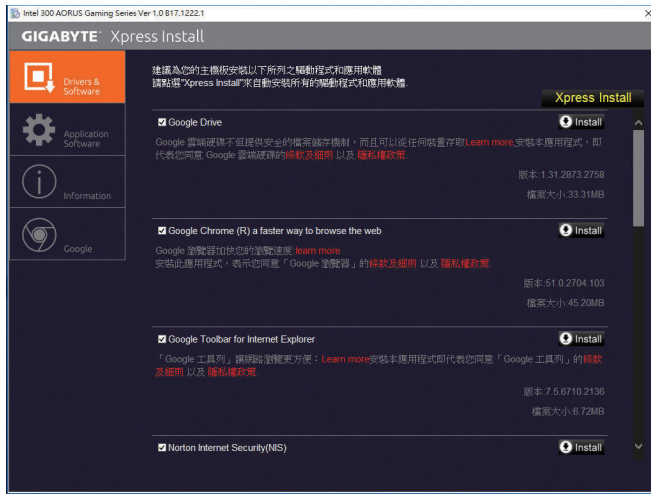 Intel 300 AORUS Gaming Series Ver 1.0 B17.1222.1
GIGABYTE™ Xpress Install
Drivers &
Software
Application
Software
Information
Google
建議為您的主機板安裝以下所列之驅動程式和應用軟體
請點選"Xpress Install"來自動安裝所有的驅動程式和應用軟體.
Xpress Install
Google Drive
Install
Google 雲端硬碟不但提供安全的檔案儲存機制，而且可以從任何裝置存取Learn more,安裝本應用程式，即
代表您同意 Google 雲端硬碟的條款及細則 以及 隱私權政策.
版本:1.31.2873.2758
檔案大小:33.31MB
Google Chrome (R) a faster way to browse the web
Install
Google 瀏覽器加快您的瀏覽速度.learn more
安裝此應用程式，表示您同意「Google 瀏覽器」的條款及細則 以及 隱私權政策.
版本:51.0.2704.103
檔案大小:45.20MB
Google Toolbar for Internet Explorer
Install
「Google 工具列」讓網路瀏覽更方便：Learn more安裝本應用程式即代表您同意「Google 工具列」的條款
及細則 以及 隱私權政策
版本:7.5.6710.2136
檔案大小:6.72MB
Norton Internet Security(NIS)
Install